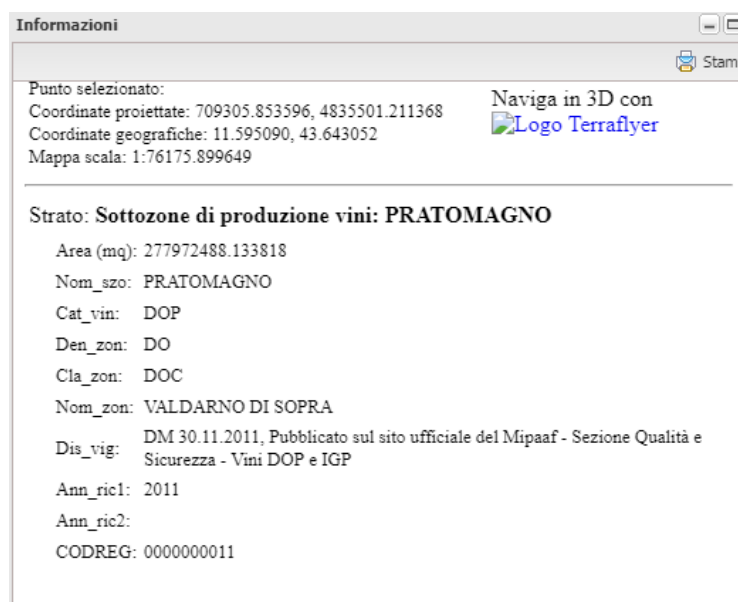 Informazioni
Stam
Punto selezionato:
Coordinate proiettate: 709305.853596, 4835501.211368
Coordinate geografiche: 11.595090, 43.643052
Mappa scala: 1:76175.899649
Naviga in 3D con
Logo Terraflyer
Strato: Sottozone di produzione vini: PRATOMAGNO
Area (mq): 277972488.133818
Nom_szo: PRATOMAGNO
Cat_vin: DOP
Den_zon: DO
Cla_zon: DOC
Nom_zon: VALDARNO DI SOPRA
Dis_vig: DM 30.11.2011, Pubblicato sul sito ufficiale del Mipaaf - Sezione Qualità e
Sicurezza - Vini DOP e IGP
Ann_ric1: 2011
Ann_ric2:
CODREG: 0000000011